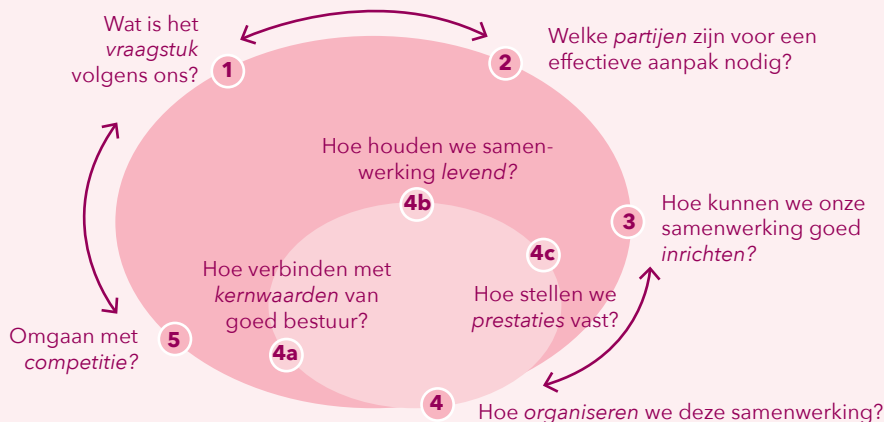 Wat is het
vraagstuk
volgens ons?
1
2
Welke partijen zijn voor een
effectieve aanpak nodig?
Hoe houden we samen-
werking levend?
4b
3
Hoe kunnen we onze
samenwerking goed
inrichten?
4c
Hoe verbinden met
kernwaarden van
goed bestuur?
4a
Hoe stellen we
prestaties vast?
Omgaan met
competitie?
5
4
Hoe organiseren we deze samenwerking?